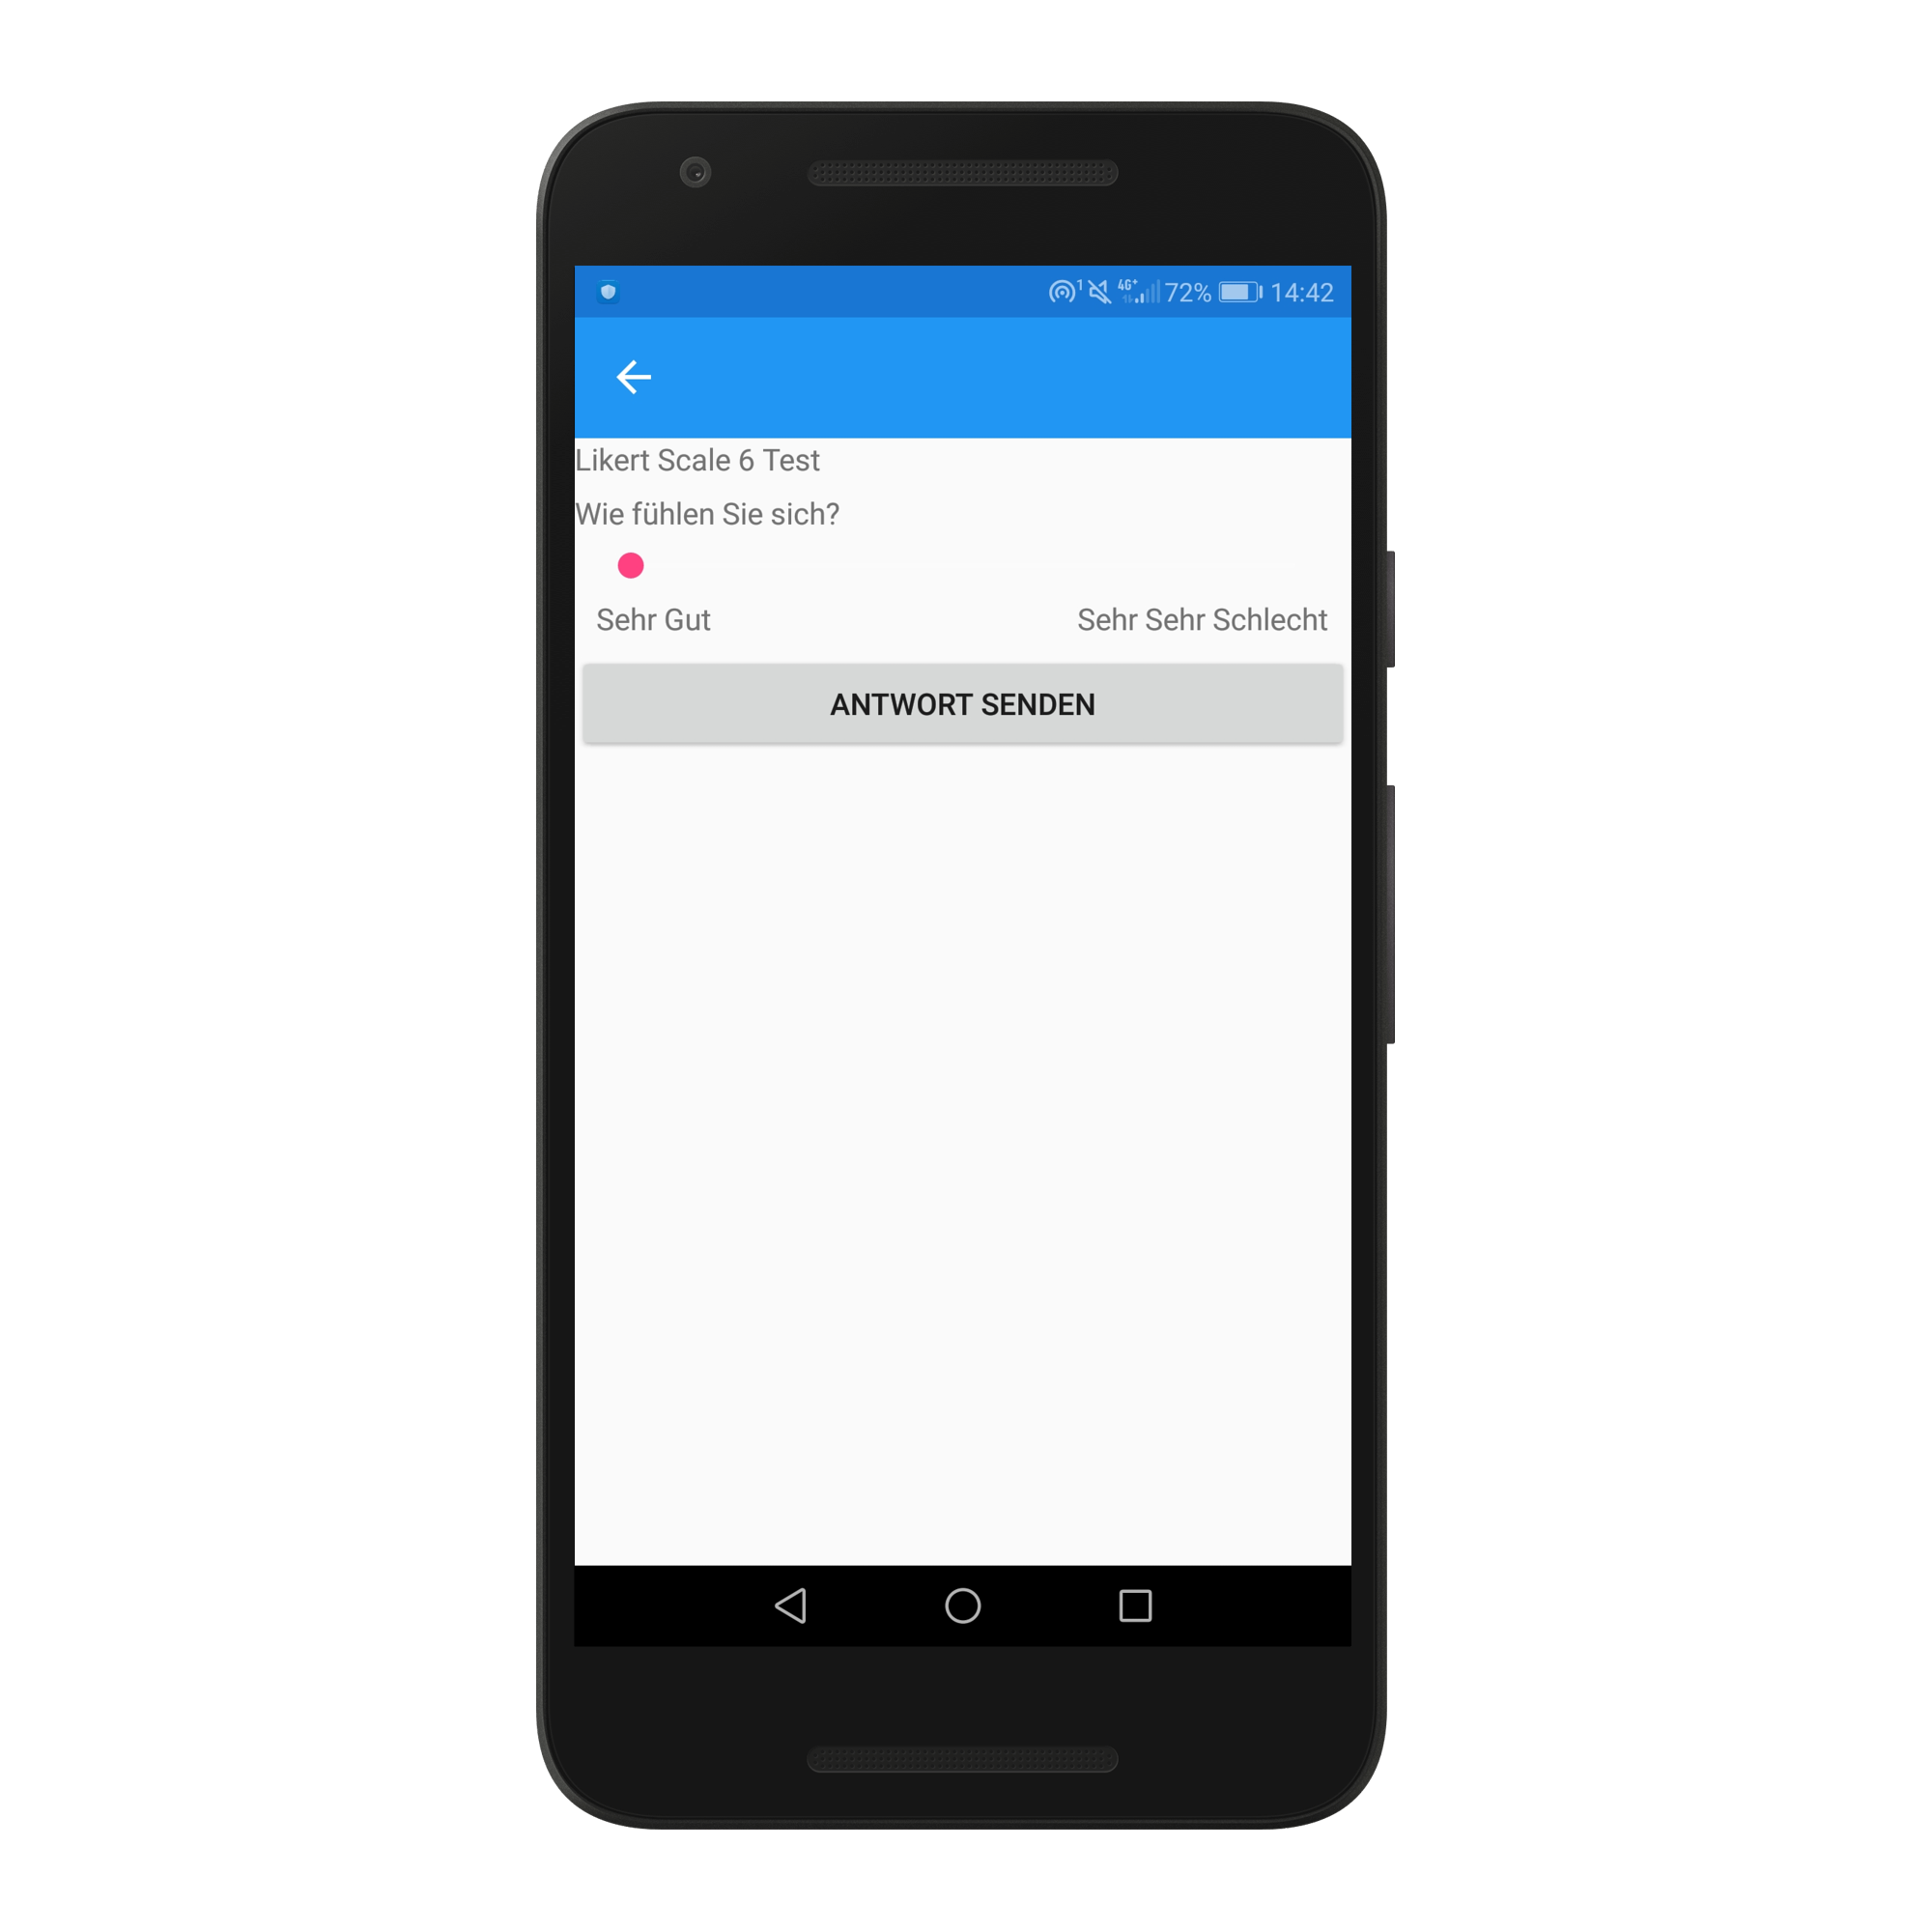 1 4G+ 72% 14:42
Likert Scale 6 Test
Wie fühlen Sie sich?
Sehr Gut Sehr Sehr Schlecht
ANTWORT SENDEN